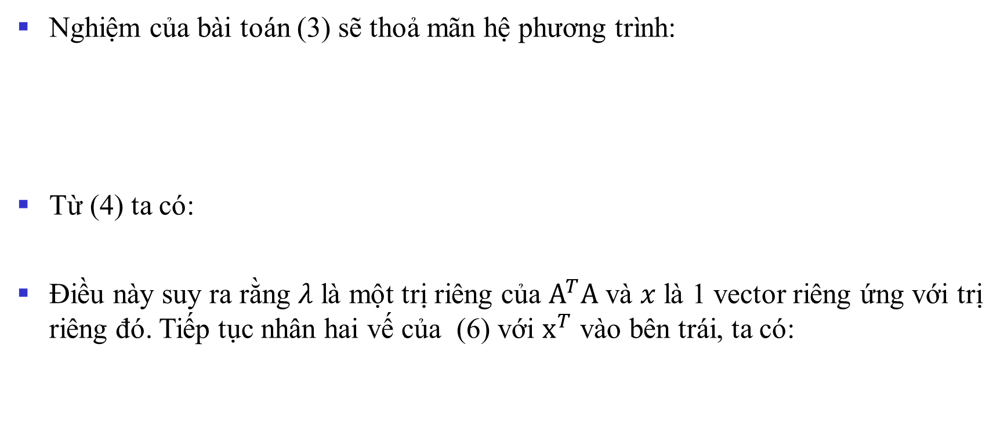 ▪ Nghiệm của bài toán (3) sẽ thoả mãn hệ phương trình:
▪ Từ (4) ta có:
▪ Điều này suy ra rằng 𝜆 là một trị riêng của A𝑇A và 𝑥 là 1 vector riêng ứng với trị
riêng đó. Tiếp tục nhân hai vế của (6) với x𝑇 vào bên trái, ta có: